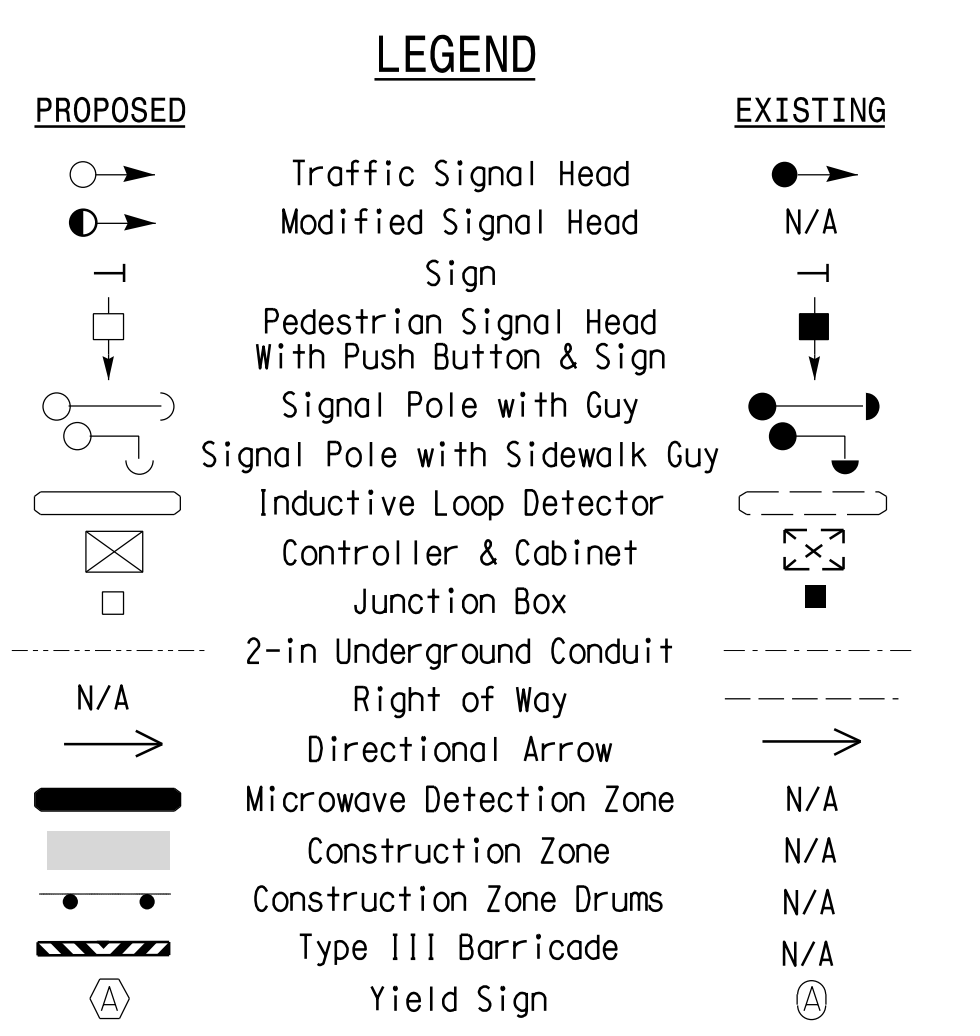 LEGEND
PROPOSED EXISTING
Traffic Signal Head
Modified Signal Head N/A
Sign
Pedestrian Signal Head
With Push Button & Sign
Signal Pole with Guy
Signal Pole with Sidewalk Guy
Inductive Loop Detector
Controller & Cabinet
Junction Box
2-in Underground Conduit
N/A Right of Way
Directional Arrow
Microwave Detection Zone N/A
Construction Zone N/A
Construction Zone Drums N/A
Type III Barricade N/A
A Yield Sign A